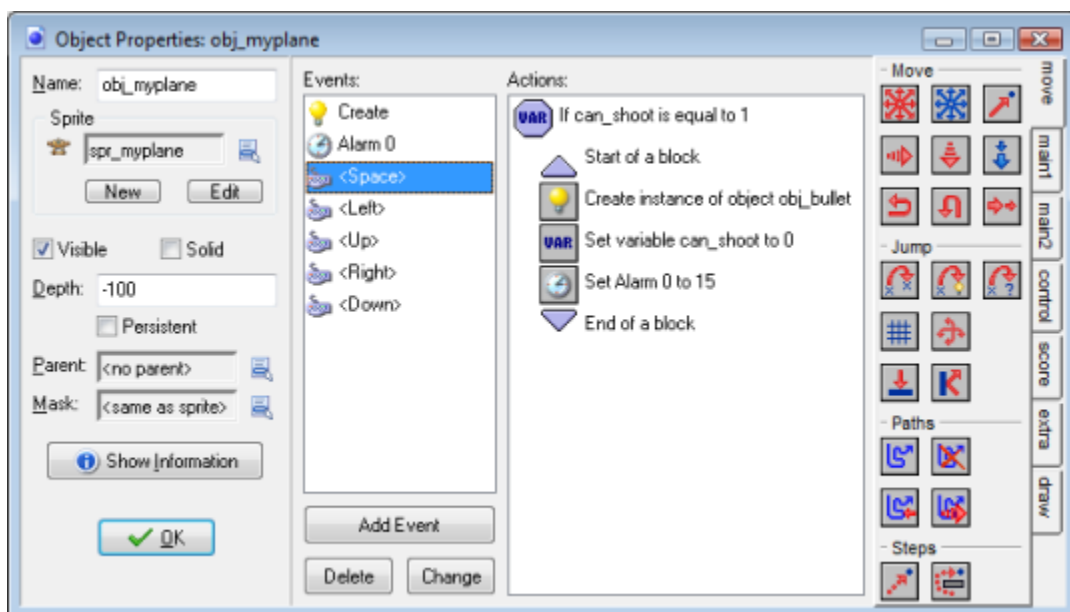 Object Properties: obj_myplane
Name: obj_myplane
Sprite
spr_myplane
New Edit
Visible Solid
Depth: -100
Persistent
Parent: <no parent>
Mask: <same as sprite>
Show Information
OK
Events:
Create
Alarm 0
<Space>
<Left>
<Up>
<Right>
<Down>
Add Event
Delete Change
Actions:
VAR If can_shoot is equal to 1
Start of a block
Create instance of object obj_bullet
VAR Set variable can_shoot to 0
Set Alarm 0 to 15
End of a block
Move
Jump
Paths
Steps
move
main1
main2
control
score
extra
draw